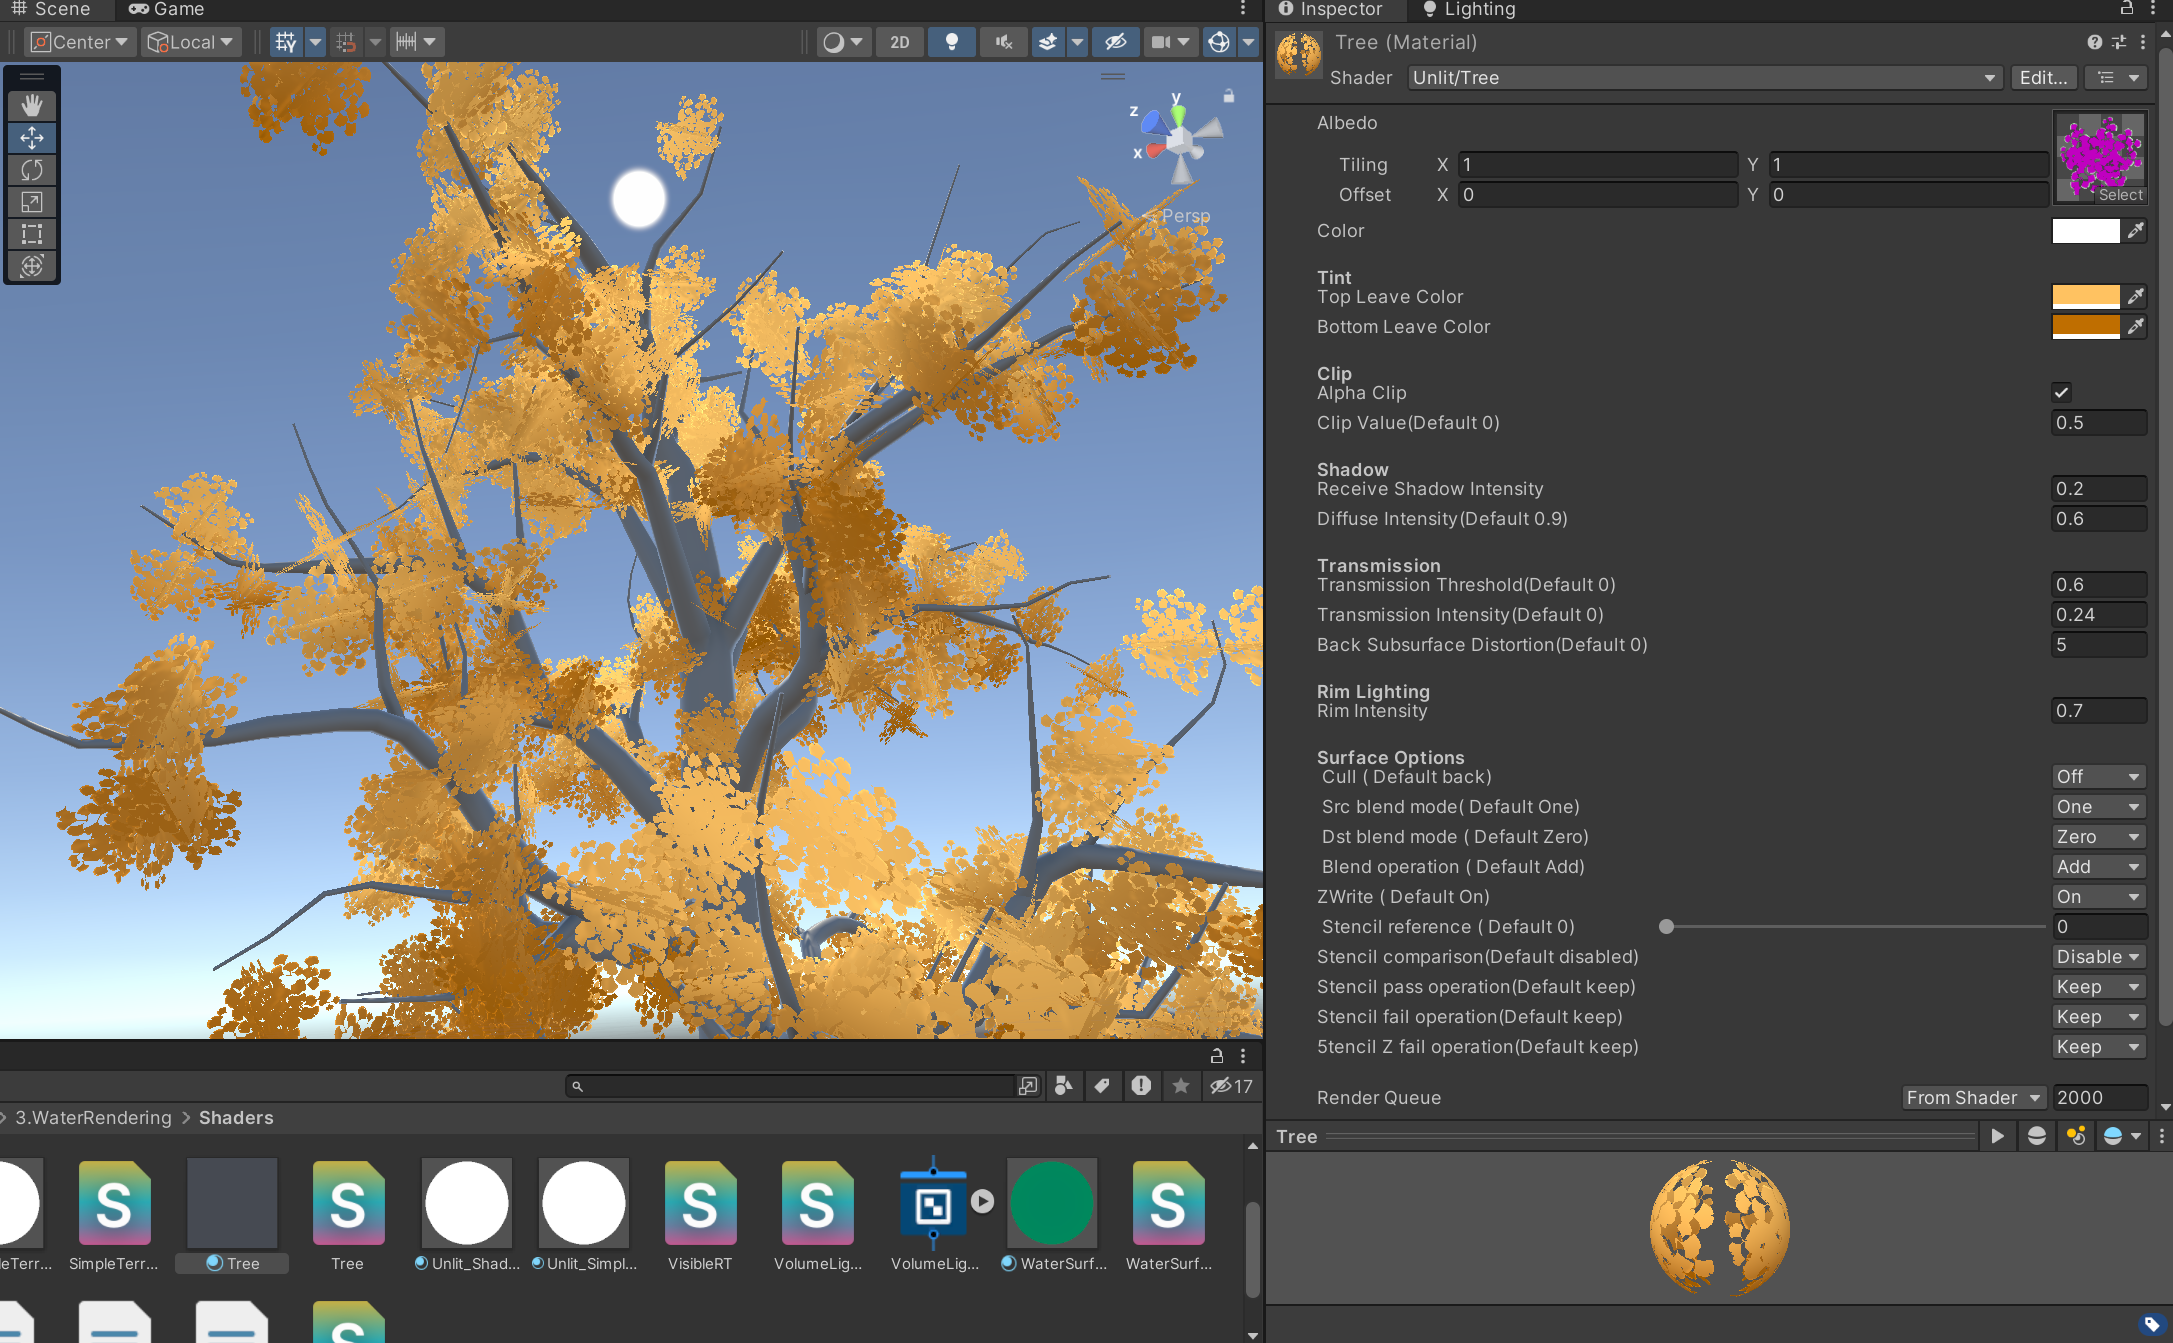 Scene
Game
Center
Local
2D
y
z
x
Persp
Inspector
Lighting
Tree (Material)
Shader
Unlit/Tree
Edit...
Albedo
Tiling X 1 Y 1
Offset X 0 Y 0
Select
Color
Tint
Top Leave Color
Bottom Leave Color
Clip
Alpha Clip
Clip Value(Default 0) 0.5
Shadow
Receive Shadow Intensity 0.2
Diffuse Intensity(Default 0.9) 0.6
Transmission
Transmission Threshold(Default 0) 0.6
Transmission Intensity(Default 0) 0.24
Back Subsurface Distortion(Default 0) 5
Rim Lighting
Rim Intensity 0.7
Surface Options
Cull ( Default back) Off
Src blend mode( Default One) One
Dst blend mode ( Default Zero) Zero
Blend operation ( Default Add) Add
ZWrite ( Default On) On
Stencil reference ( Default 0) 0
Stencil comparison(Default disabled) Disable
Stencil pass operation(Default keep) Keep
Stencil fail operation(Default keep) Keep
5tencil Z fail operation(Default keep) Keep
Render Queue From Shader 2000
Tree
17
3.WaterRendering > Shaders
leTerr...
SimpleTerr...
Tree
Tree
Unlit_Shad...
Unlit_Simpl...
VisibleRT
VolumeLig...
VolumeLig...
WaterSurf...
WaterSurf...